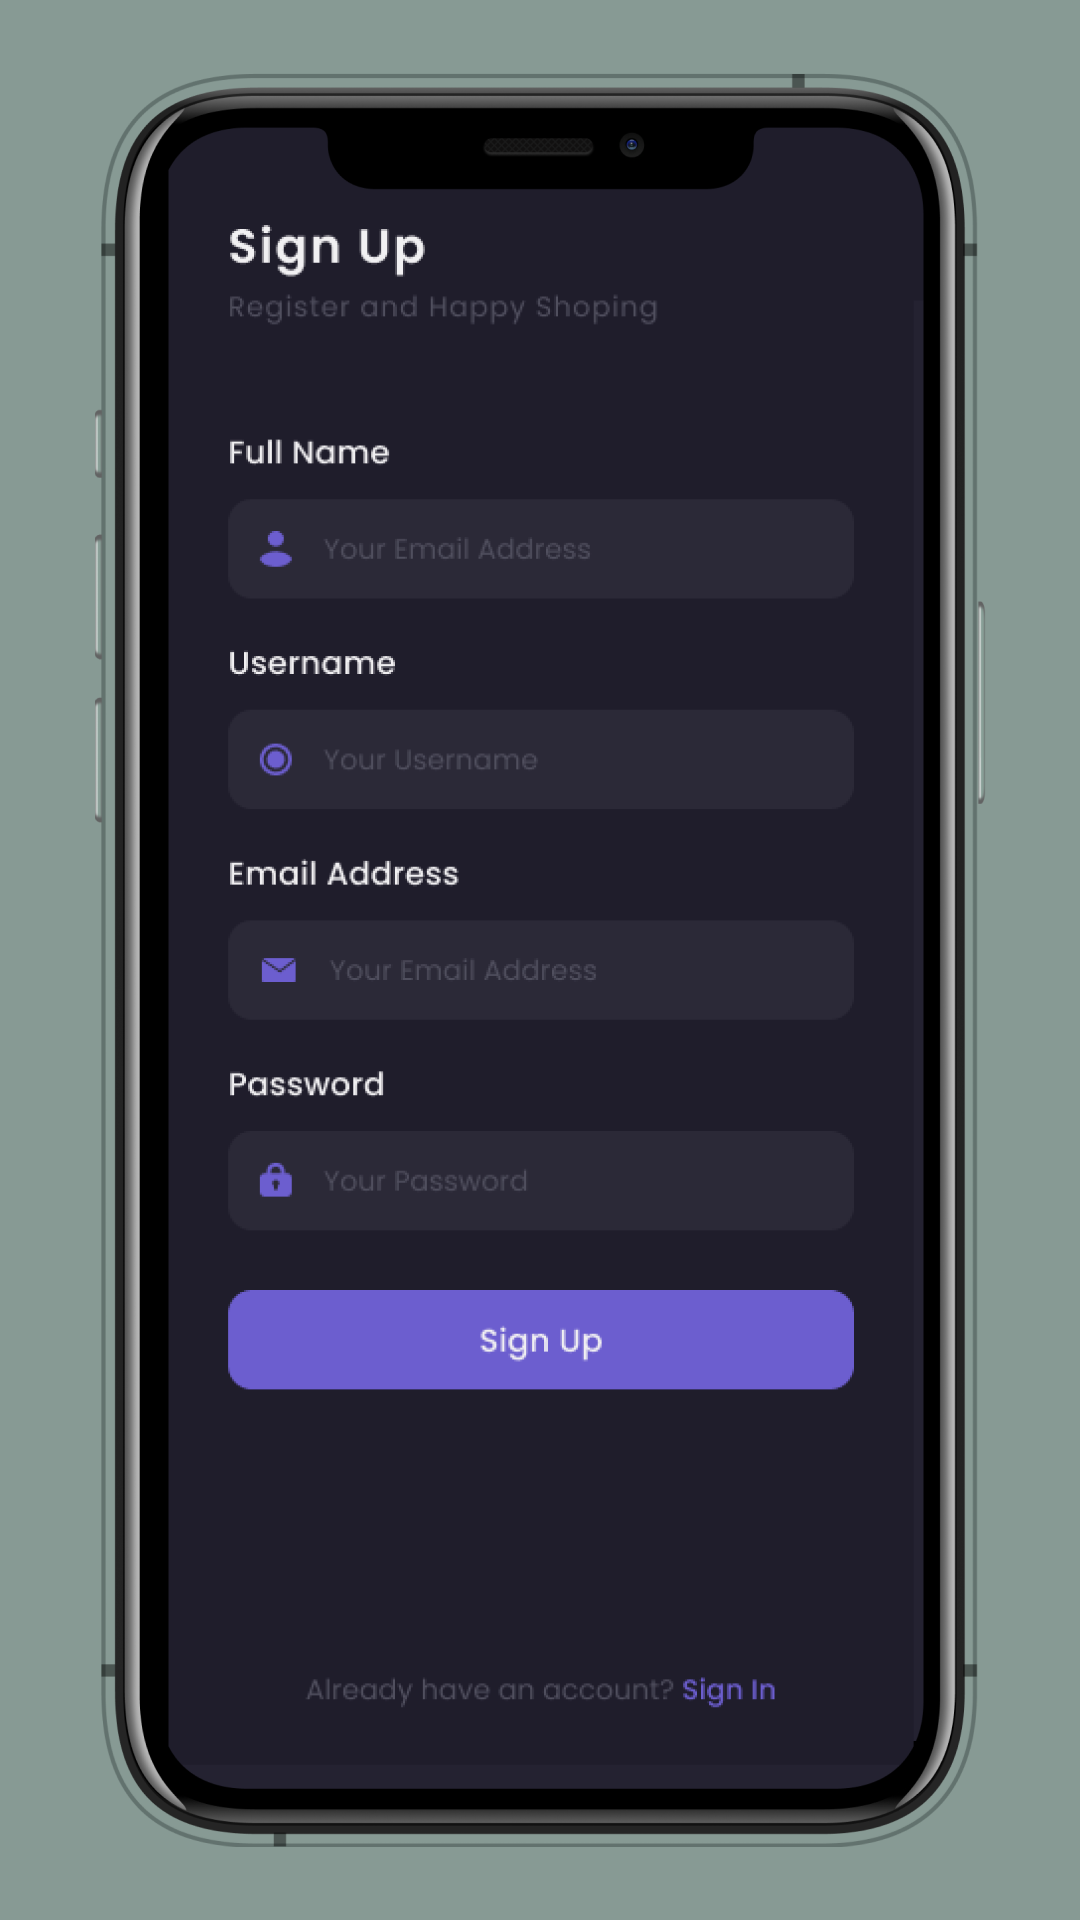 Sign Up
Register and Happy Shoping
Full Name
Your Email Address
Username
Your Username
Email Address
Your Email Address
Password
Your Password
Sign Up
Already have an account? Sign In